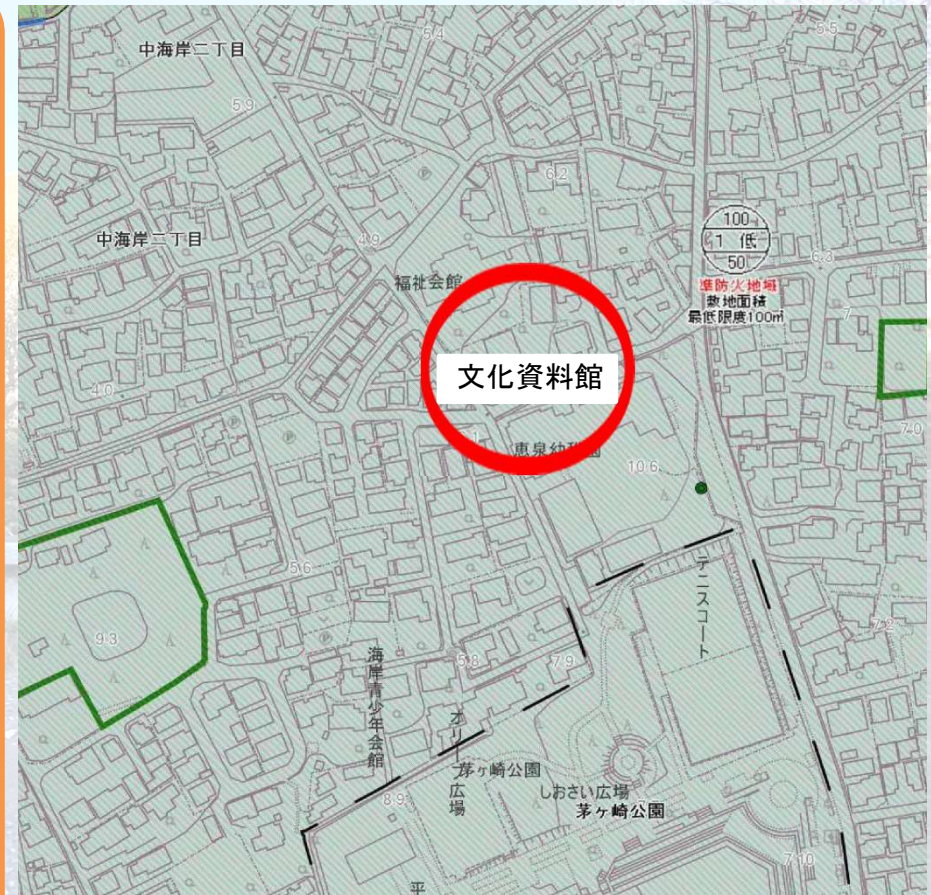 中海岸二丁目
5.4
5.5
5.9
6.2
中海岸二丁目
4.9
100
1 低
50
6.3
準防火地域
敷地面積
最低限度100㎡
福祉会館
7
文化資料館
4.0
7.0
恵泉幼稚園
10.6
5.6
テニスコート
9.3
7.2
海岸青少年会館
5.8
7.9
オリーブ広場
茅ヶ崎公園
しおさい広場
茅ヶ崎公園
8.9
7.10
平